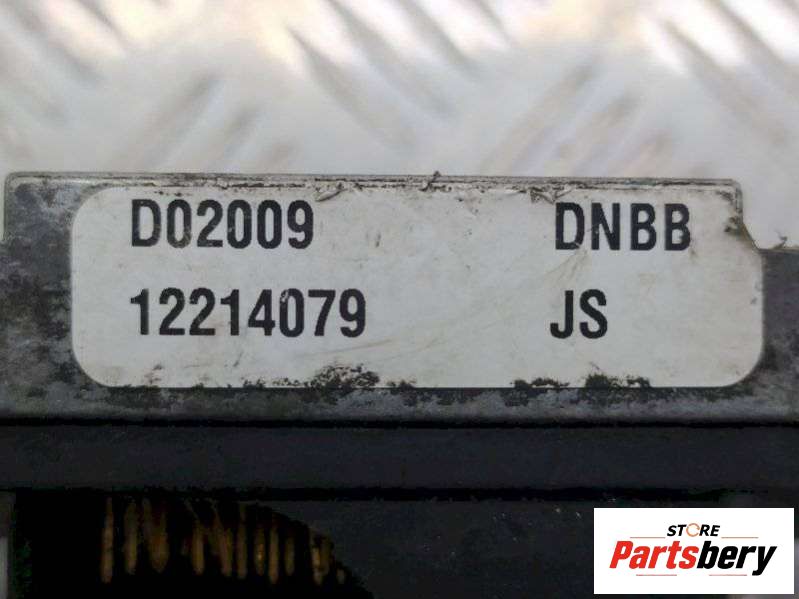 D02009 DNBB
12214079 JS
STORE
Partsbery